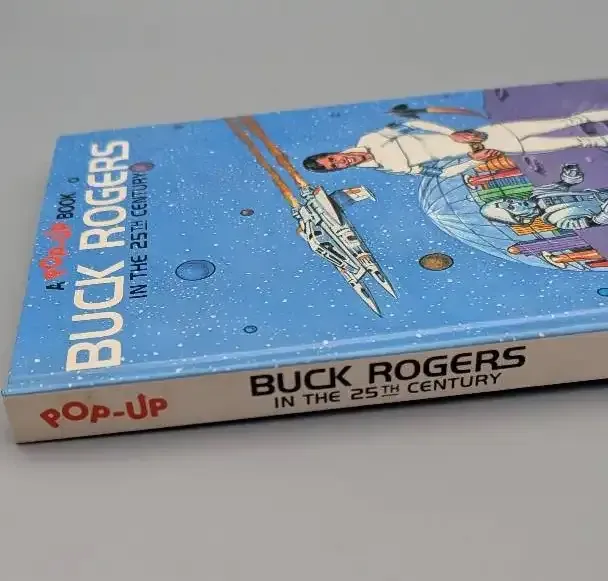 A POP-UP BOOK
BUCK ROGERS
IN THE 25TH CENTURY
POP-UP
BUCK ROGERS
IN THE 25TH CENTURY